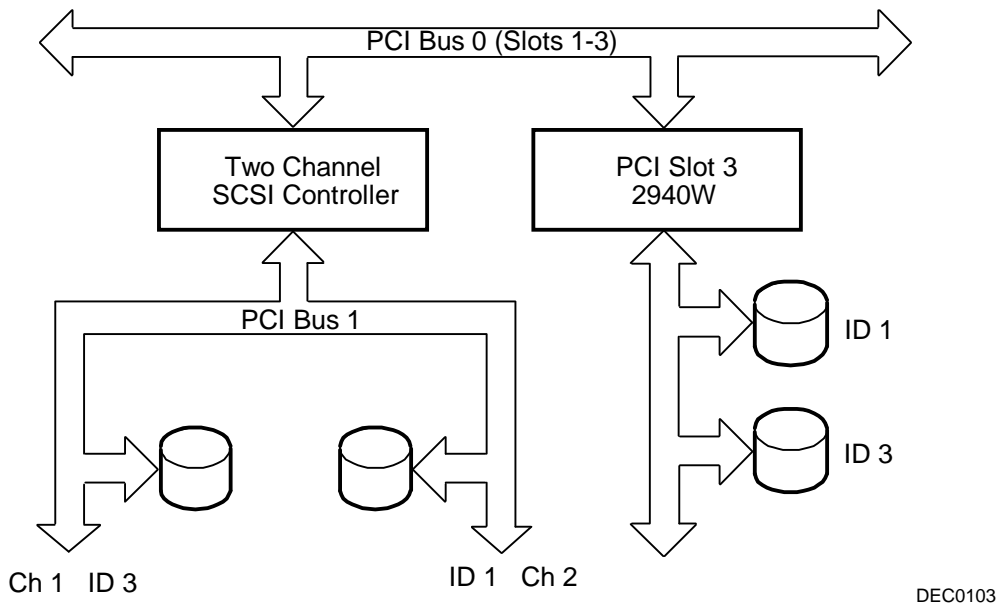 PCI Bus 0 (Slots 1-3)
Two Channel
SCSI Controller
PCI Slot 3
2940W
PCI Bus 1
ID 1
ID 3
Ch 1 ID 3
ID 1 Ch 2
DEC0103